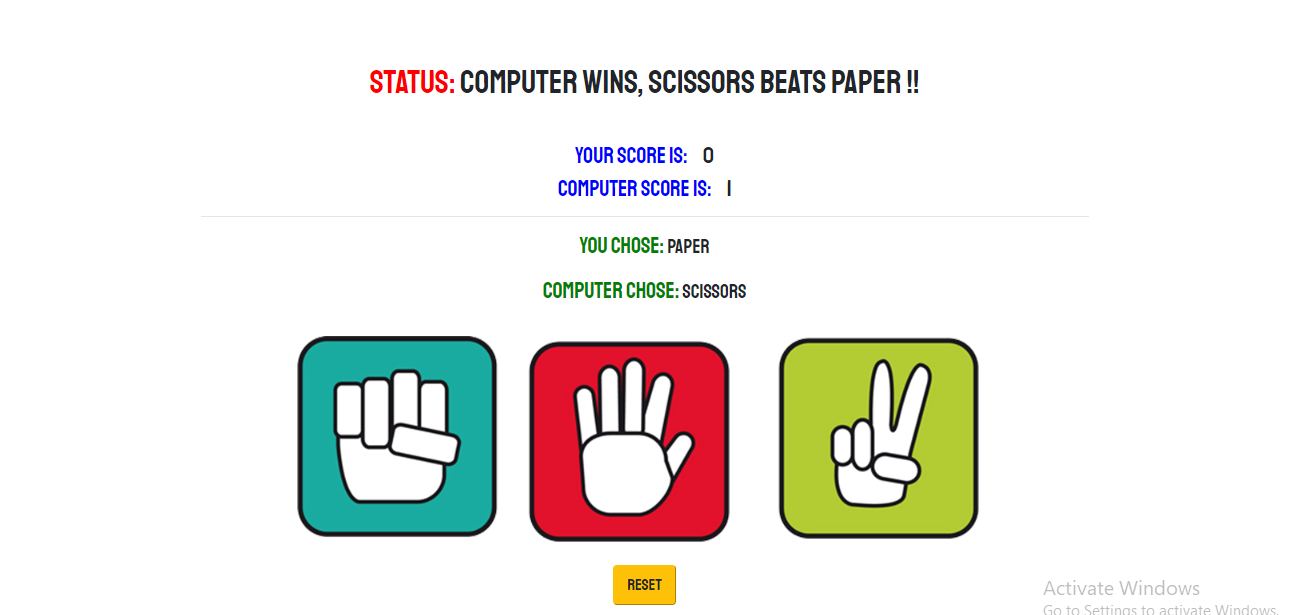 STATUS: COMPUTER WINS, SCISSORS BEATS PAPER !!
YOUR SCORE IS: 0
COMPUTER SCORE IS: 1
YOU CHOSE: PAPER
COMPUTER CHOSE: SCISSORS
RESET
Activate Windows
Go to Settings to activate Windows.